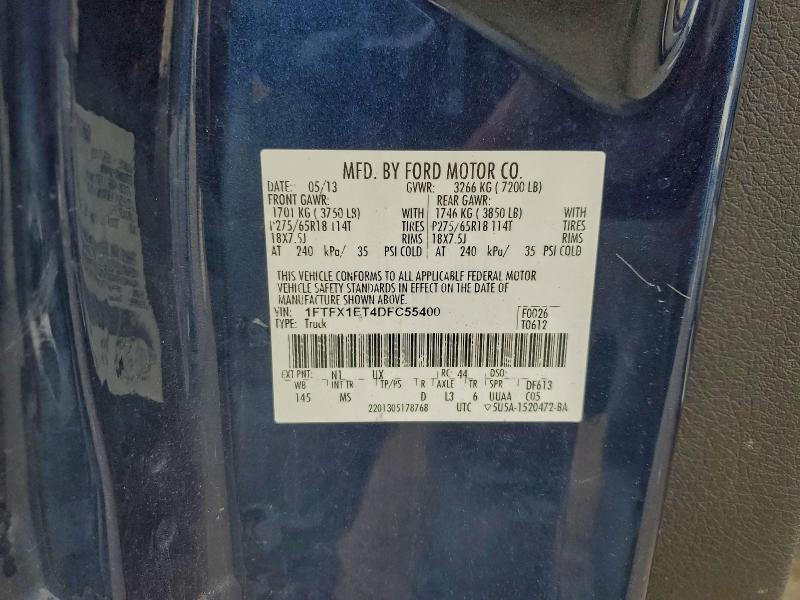 MFD. BY FORD MOTOR CO.
DATE: 05/13 GVWR: 3266 KG ( 7200 LB)
FRONT GAWR: REAR GAWR:
1701 KG ( 3750 LB) WITH 1746 KG ( 3850 LB) WITH
P275/65R18 114T TIRES P275/65R18 114T TIRES
18X7.5J RIMS 18X7.5J RIMS
AT 240 kPa/ 35 PSI COLD AT 240 kPa/ 35 PSI COLD
THIS VEHICLE CONFORMS TO ALL APPLICABLE FEDERAL MOTOR
VEHICLE SAFETY STANDARDS IN EFFECT ON THE DATE OF
MANUFACTURE SHOWN ABOVE.
VIN: 1FTFX1ET4DFC55400 F0026
TYPE: Truck T0612
EXT PNT: N1 UX RC: 44 DSO:
WB INT TR TP/PS R AXLE TR SPR DF613
145 MS D L3 6 UUAA C05
2201305178768 UTC ▽5U5A-1520472-BA